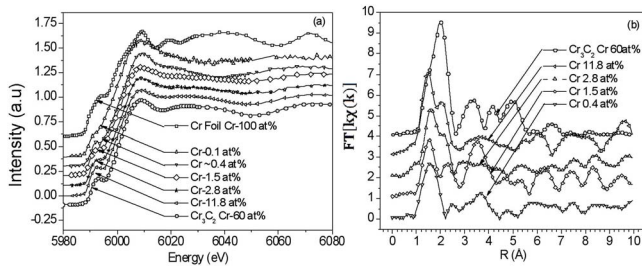 (a)
Intensity (a.u)
1.75
1.50
1.25
1.00
0.75
0.50
0.25
0.00
-0.25
Cr Foil Cr-100 at%
Cr-0.1 at%
Cr ~0.4 at%
Cr-1.5 at%
Cr-2.8 at%
Cr-11.8 at%
Cr₃C₂ Cr-60 at%
5980 6000 6020 6040 6060 6080
Energy (eV)
(b)
FT[kχ (k)]
10
9
8
7
6
5
4
3
2
1
0
Cr₃C₂ Cr 60at%
Cr 11.8 at%
Cr 2.8 at%
Cr 1.5 at%
Cr 0.4 at%
0 1 2 3 4 5 6 7 8 9 10
R (Å)